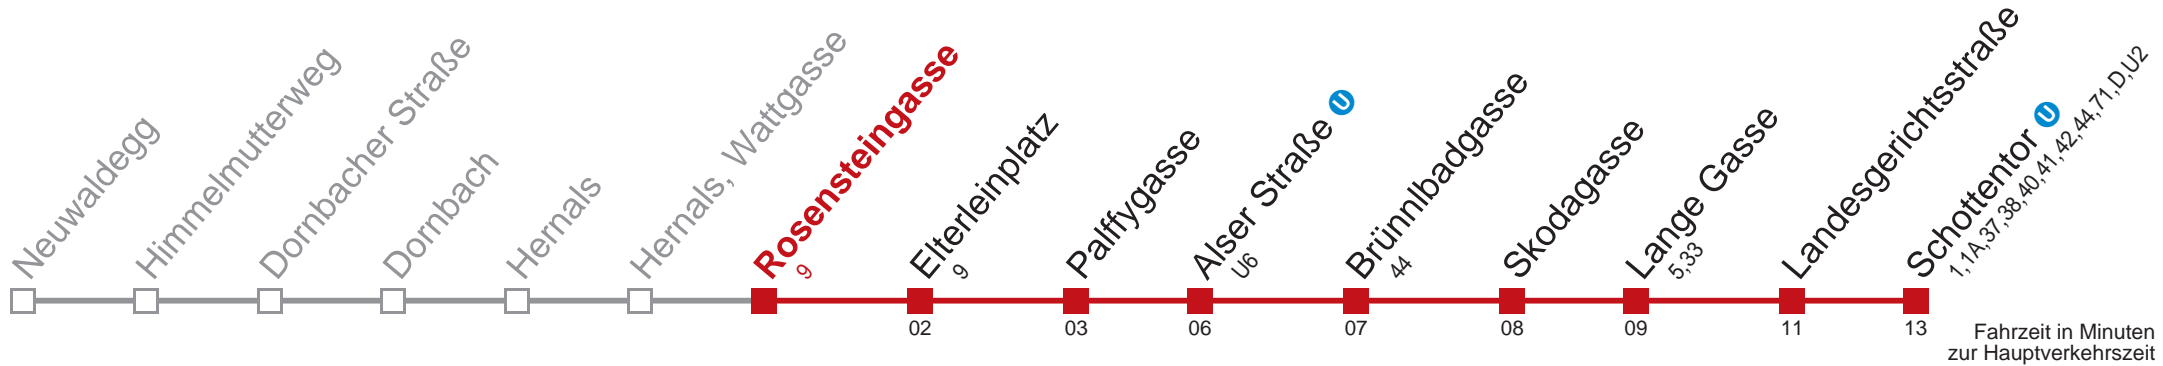 Neuwaldegg
Himmelmutterweg
Dornbacher Straße
Dornbach
Hernals
Hernals, Wattgasse
Rosensteingasse
9
Elterleinplatz
9
Palffygasse
Alser Straße U
U6
Brünnlbadgasse
44
Skodagasse
Lange Gasse
5,33
Landesgerichtsstraße
Schottentor U
1,1A,37,38,40,41,42,44,71,D,U2
02
03
06
07
08
09
11
13
Fahrzeit in Minuten
zur Hauptverkehrszeit